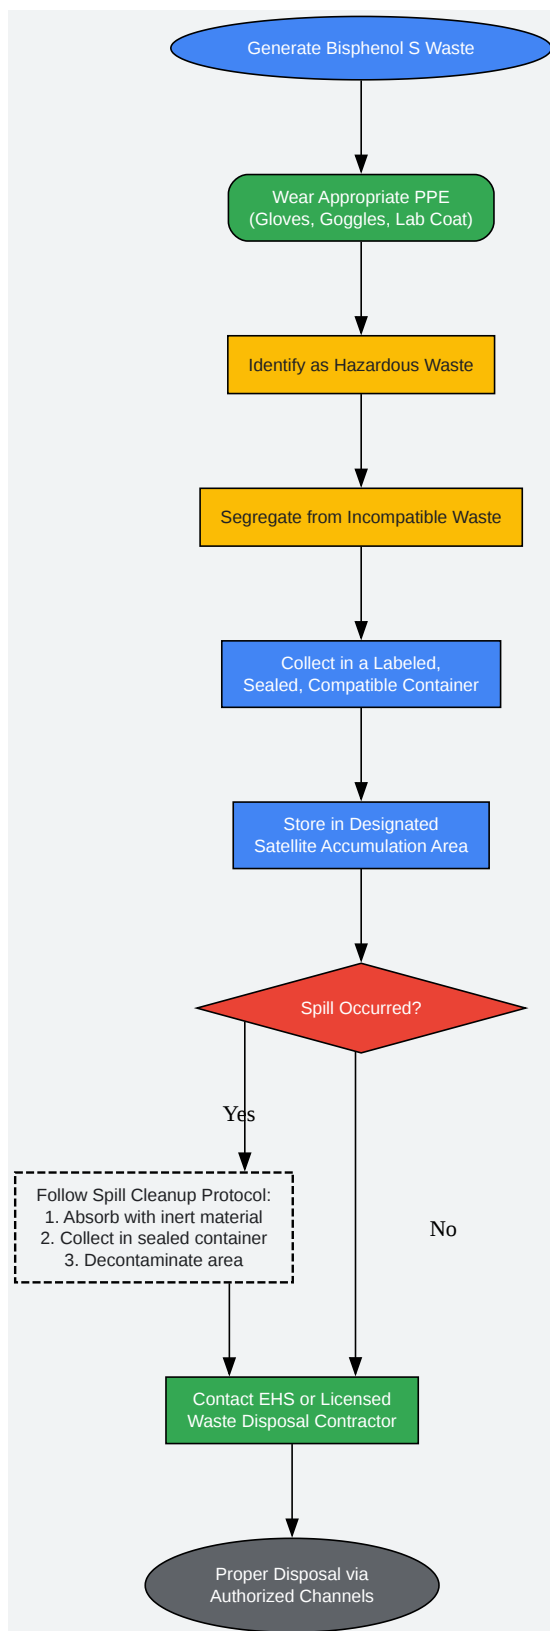 Generate Bisphenol S Waste
Wear Appropriate PPE
(Gloves, Goggles, Lab Coat)
Identify as Hazardous Waste
Segregate from Incompatible Waste
Collect in a Labeled,
Sealed, Compatible Container
Store in Designated
Satellite Accumulation Area
Spill Occurred?
Yes
Follow Spill Cleanup Protocol:
1. Absorb with inert material
2. Collect in sealed container
3. Decontaminate area
No
Contact EHS or Licensed
Waste Disposal Contractor
Proper Disposal via
Authorized Channels